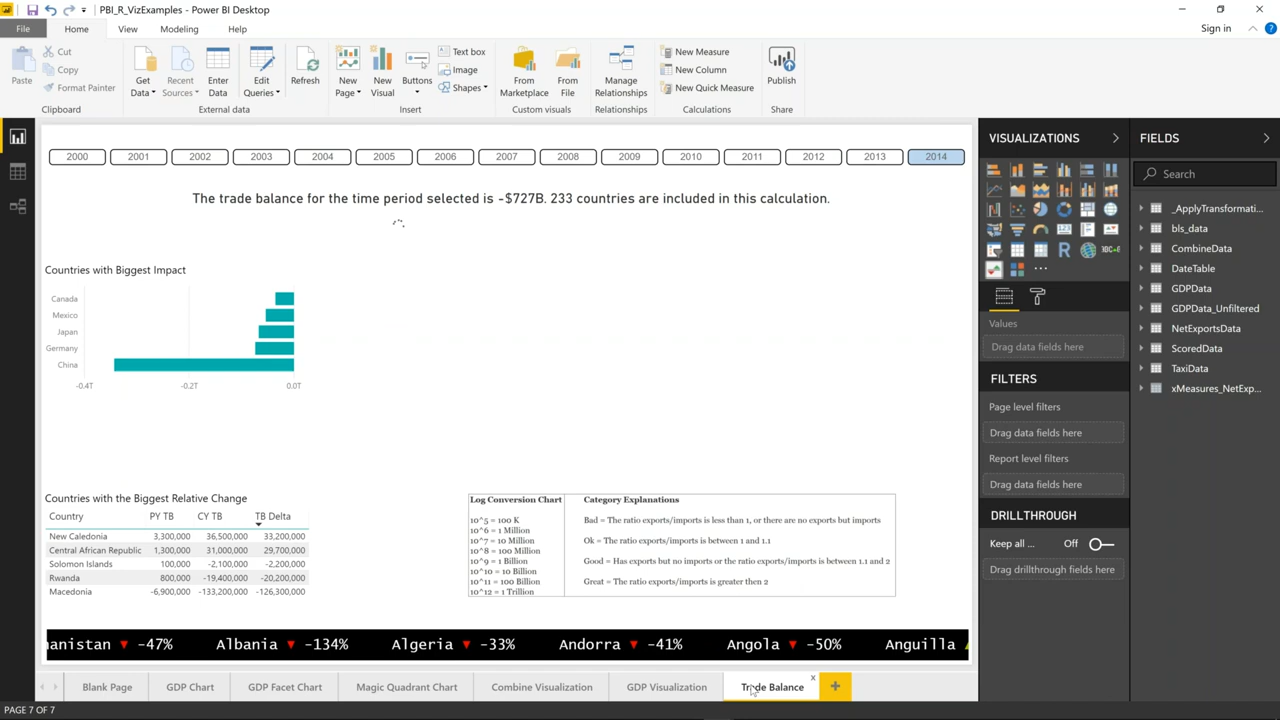 PBI_R_VizExamples - Power BI Desktop
File Home View Modeling Help Sign in
Cut
Copy
Format Painter
Paste
Clipboard
Get Data
Recent Sources
Enter Data
Edit Queries
Refresh
External data
New Page
New Visual
Buttons
Text box
Image
Shapes
Insert
From Marketplace
From File
Custom visuals
Manage Relationships
Relationships
New Measure
New Column
New Quick Measure
Calculations
Publish
Share
2000 2001 2002 2003 2004 2005 2006 2007 2008 2009 2010 2011 2012 2013 2014
The trade balance for the time period selected is -$727B. 233 countries are included in this calculation.
Countries with Biggest Impact
Canada
Mexico
Japan
Germany
China
-0.4T -0.2T 0.0T
Countries with the Biggest Relative Change
Country PY TB CY TB TB Delta
New Caledonia 3,300,000 36,500,000 33,200,000
Central African Republic 1,300,000 31,000,000 29,700,000
Solomon Islands 100,000 -2,100,000 -2,200,000
Rwanda 800,000 -19,400,000 -20,200,000
Macedonia -6,900,000 -133,200,000 -126,300,000
Log Conversion Chart
10^5 = 100 K
10^6 = 1 Million
10^7 = 10 Million
10^8 = 100 Million
10^9 = 1 Billion
10^10 = 10 Billion
10^11 = 100 Billion
10^12 = 1 Trillion
Category Explanations
Bad = The ratio exports/imports is less than 1, or there are no exports but imports
Ok = The ratio exports/imports is between 1 and 1.1
Good = Has exports but no imports or the ratio exports/imports is between 1.1 and 2
Great = The ratio exports/imports is greater then 2
anistan ▼ -47% Albania ▼ -134% Algeria ▼ -33% Andorra ▼ -41% Angola ▼ -50% Anguilla
Blank Page GDP Chart GDP Facet Chart Magic Quadrant Chart Combine Visualization GDP Visualization Trade Balance x +
PAGE 7 OF 7
VISUALIZATIONS
R
Values
Drag data fields here
FILTERS
Page level filters
Drag data fields here
Report level filters
Drag data fields here
DRILLTHROUGH
Keep all ... Off
Drag drillthrough fields here
FIELDS
Search
_ApplyTransformati...
bls_data
CombineData
DateTable
GDPData
GDPData_Unfiltered
NetExportsData
ScoredData
TaxiData
xMeasures_NetExp...